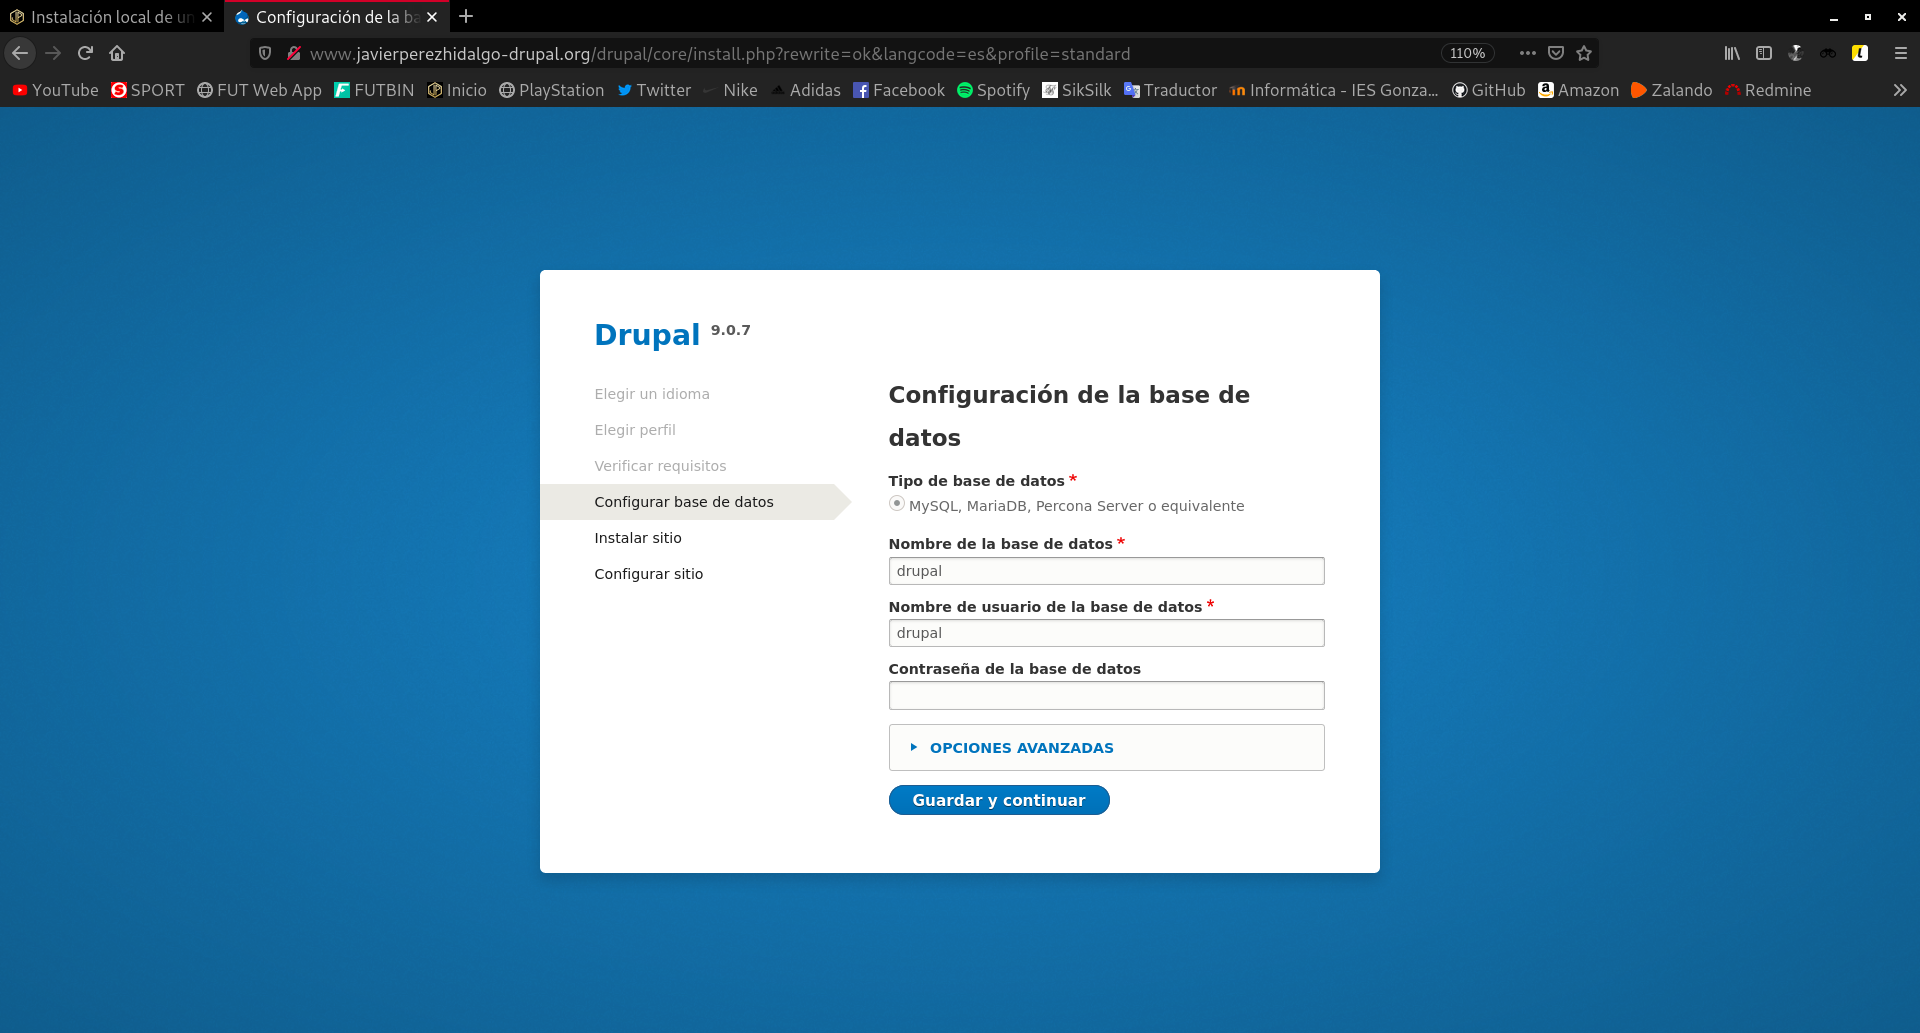 Instalación local de un
Configuración de la ba
www.javierperezhidalgo-drupal.org/drupal/core/install.php?rewrite=ok&langcode=es&profile=standard
110%
YouTube
SPORT
FUT Web App
FUTBIN
Inicio
PlayStation
Twitter
Nike
Adidas
Facebook
Spotify
SikSilk
Traductor
Informática - IES Gonza...
GitHub
Amazon
Zalando
Redmine
Drupal 9.0.7
Elegir un idioma
Elegir perfil
Verificar requisitos
Configurar base de datos
Instalar sitio
Configurar sitio
Configuración de la base de
datos
Tipo de base de datos *
MySQL, MariaDB, Percona Server o equivalente
Nombre de la base de datos *
drupal
Nombre de usuario de la base de datos *
drupal
Contraseña de la base de datos
OPCIONES AVANZADAS
Guardar y continuar